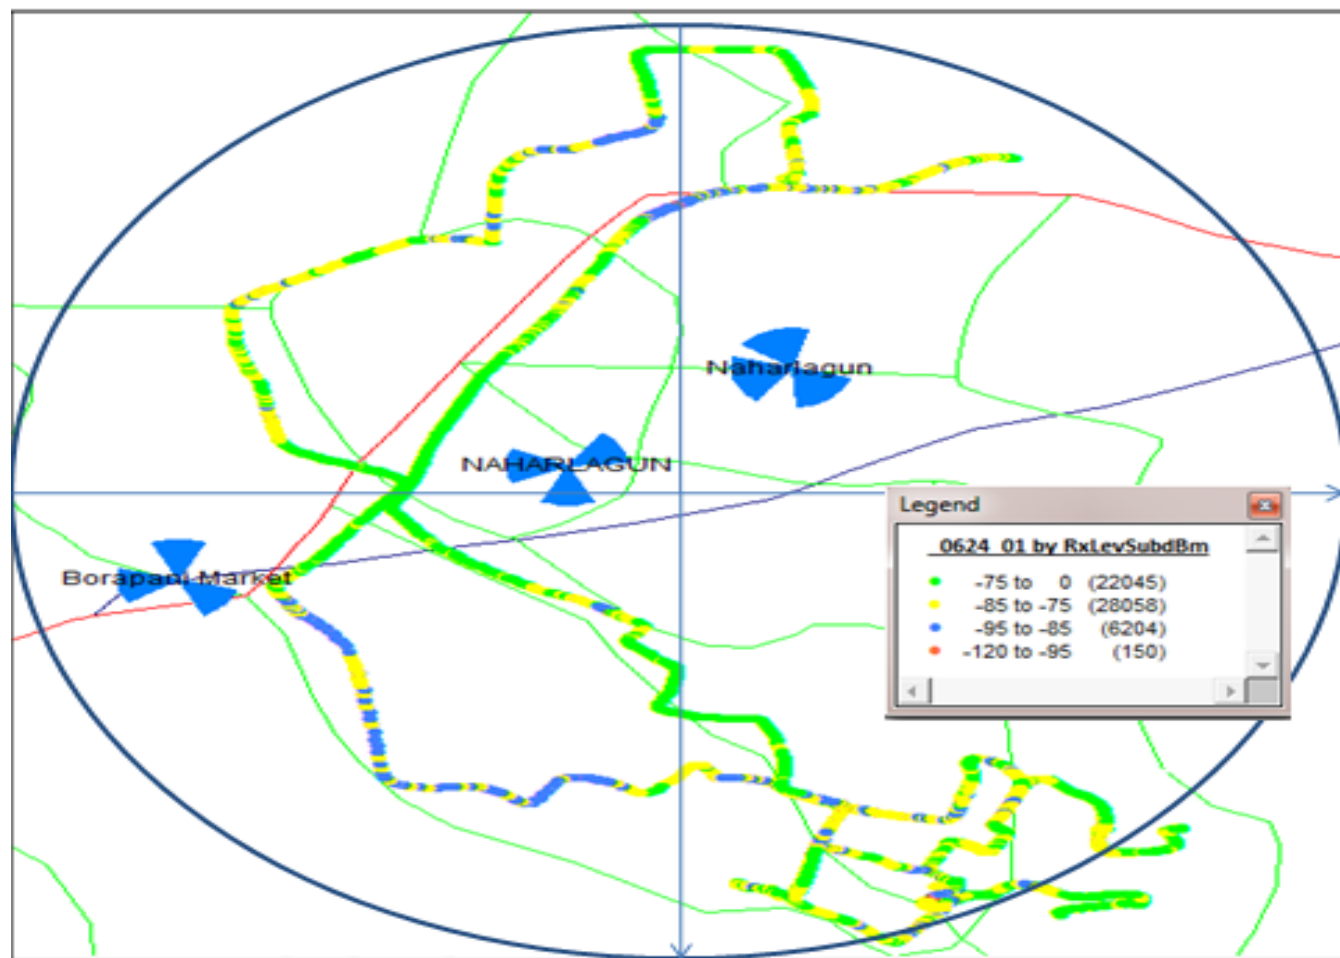 Naharlagun
NAHARLAGUN
Borapani Market
Legend
_0624_01 by RxLevSubdBm
-75 to 0 (22045)
-85 to -75 (28058)
-95 to -85 (6204)
-120 to -95 (150)